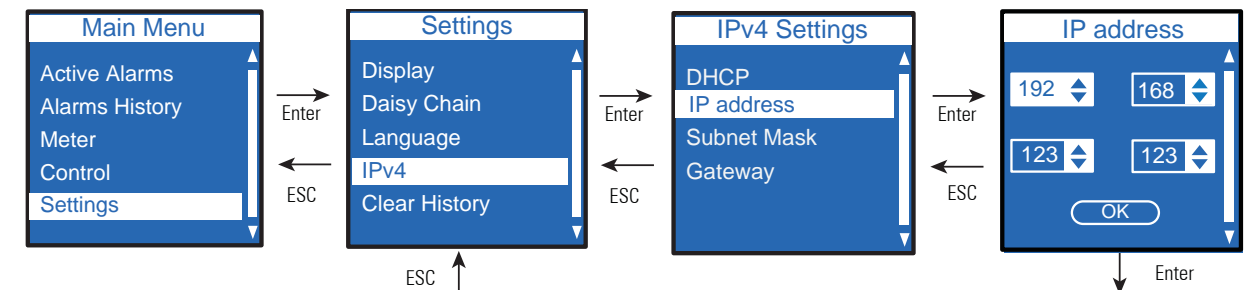 Main Menu
Active Alarms
Alarms History
Meter
Control
Settings
Enter
ESC
Settings
Display
Daisy Chain
Language
IPv4
Clear History
Enter
ESC
IPv4 Settings
DHCP
IP address
Subnet Mask
Gateway
Enter
ESC
IP address
192 168
123 123
OK
ESC
Enter